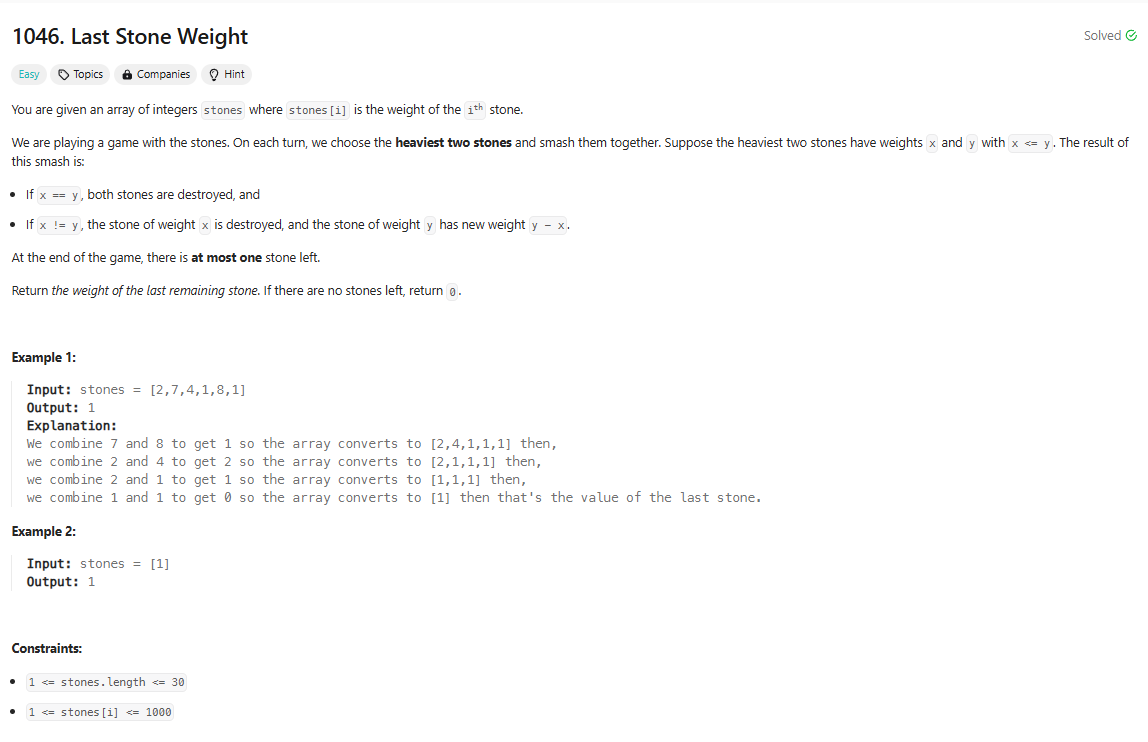 1046. Last Stone Weight
Solved
Easy
Topics
Companies
Hint
You are given an array of integers stones where stones[i] is the weight of the ith stone.
We are playing a game with the stones. On each turn, we choose the heaviest two stones and smash them together. Suppose the heaviest two stones have weights x and y with x <= y. The result of
this smash is:
• If x == y, both stones are destroyed, and
• If x != y, the stone of weight x is destroyed, and the stone of weight y has new weight y - x.
At the end of the game, there is at most one stone left.
Return the weight of the last remaining stone. If there are no stones left, return 0.
Example 1:
Input: stones = [2,7,4,1,8,1]
Output: 1
Explanation:
We combine 7 and 8 to get 1 so the array converts to [2,4,1,1,1] then,
we combine 2 and 4 to get 2 so the array converts to [2,1,1,1] then,
we combine 2 and 1 to get 1 so the array converts to [1,1,1] then,
we combine 1 and 1 to get 0 so the array converts to [1] then that's the value of the last stone.
Example 2:
Input: stones = [1]
Output: 1
Constraints:
• 1 <= stones.length <= 30
• 1 <= stones[i] <= 1000